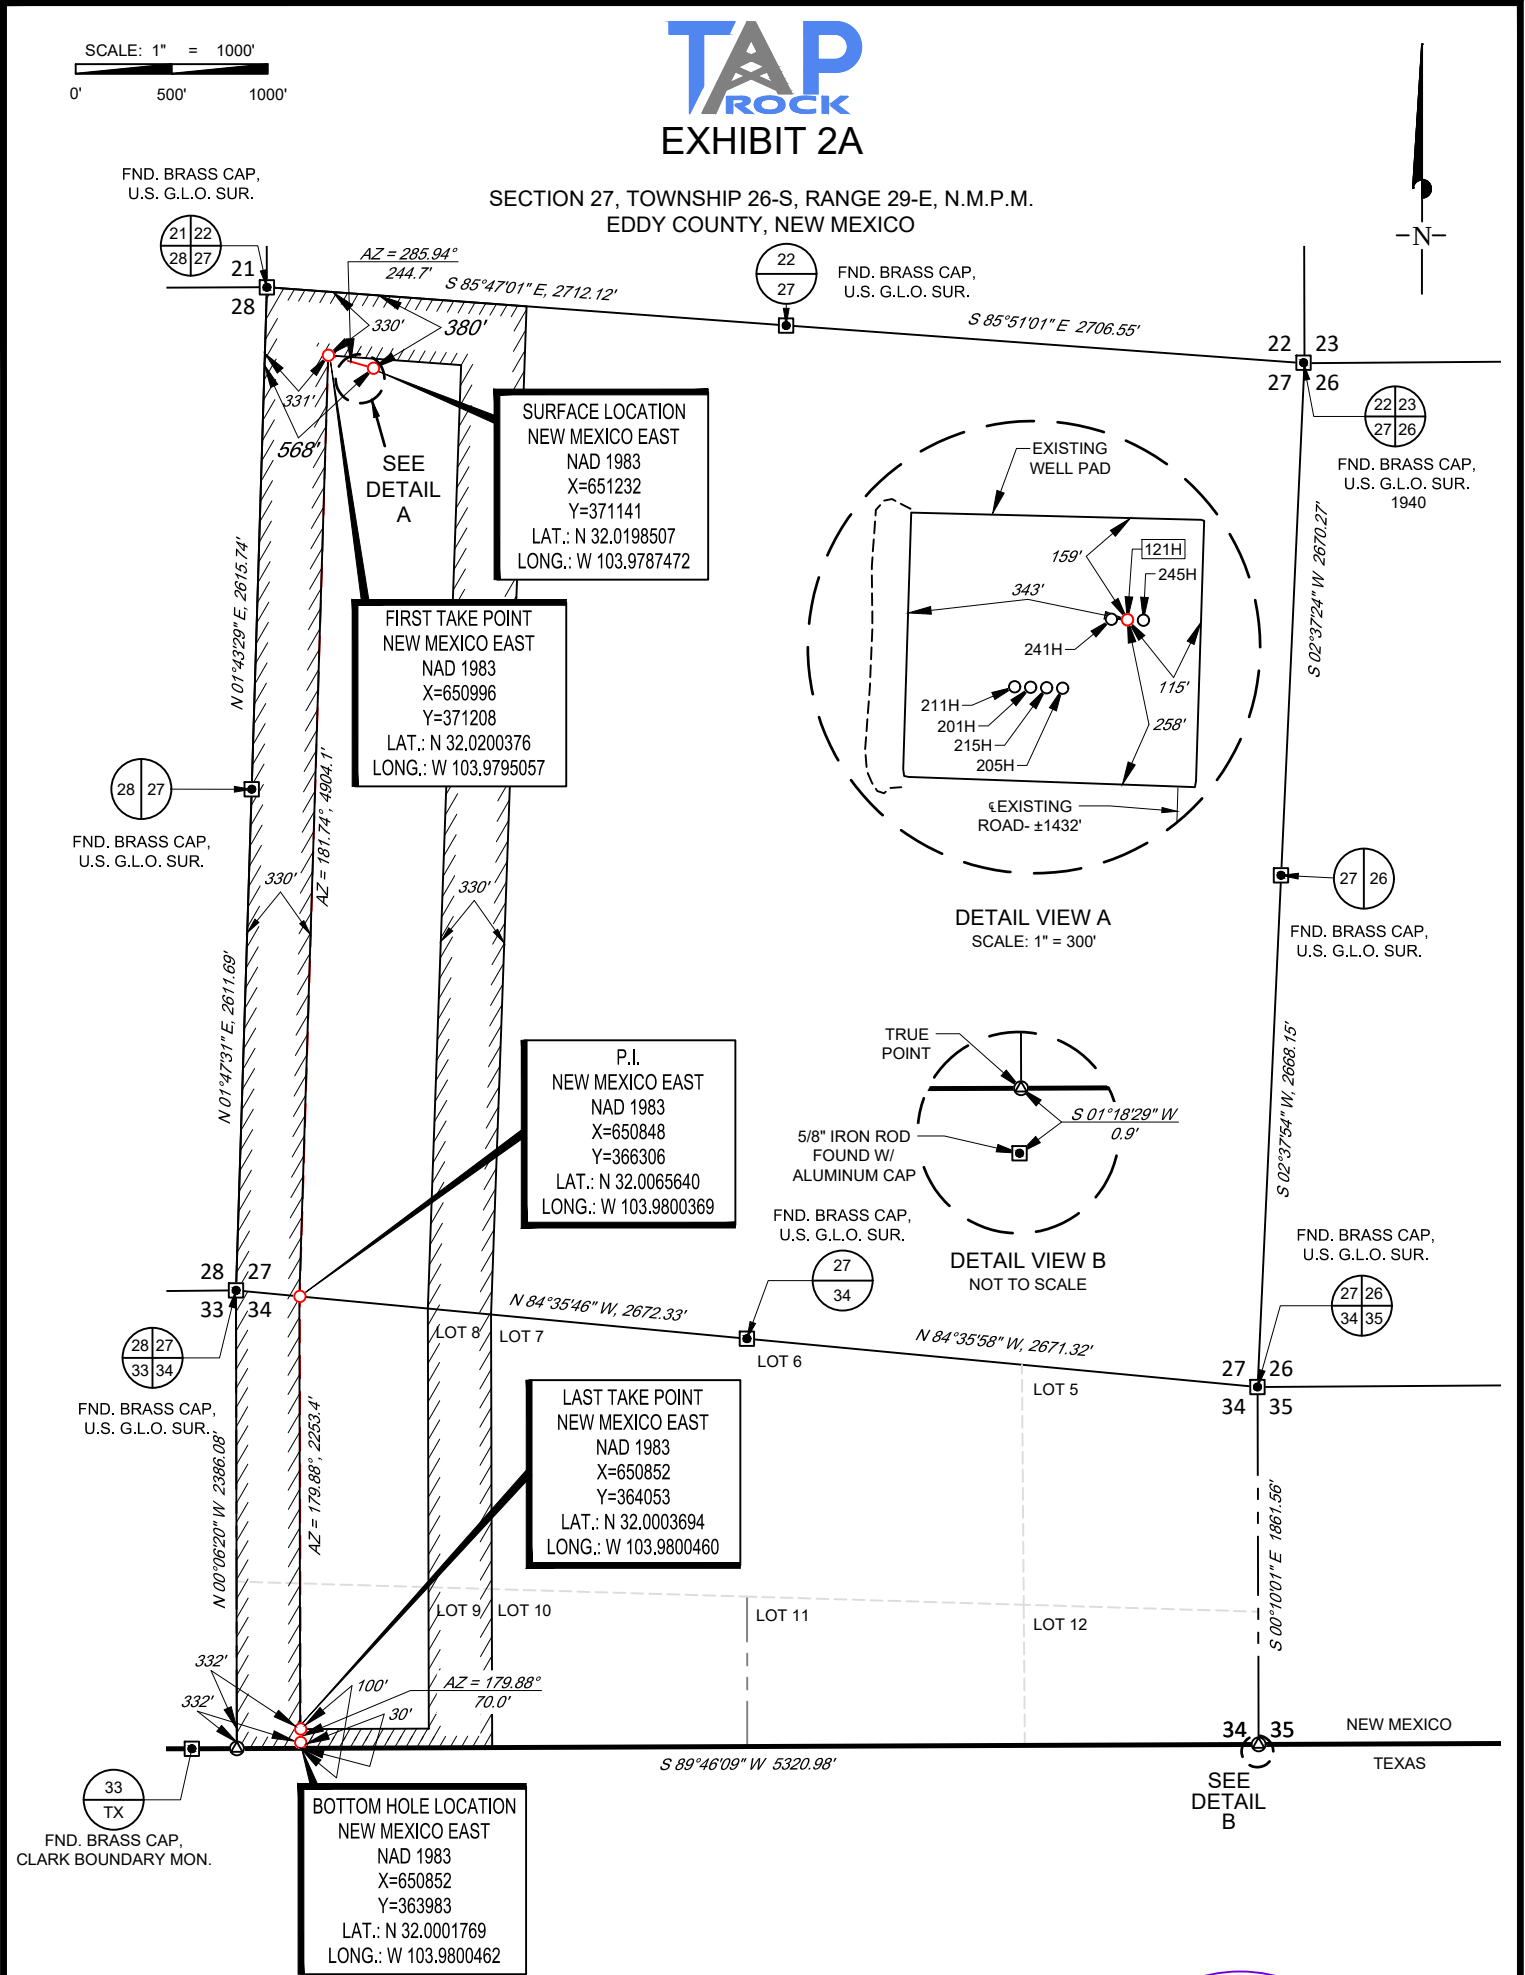 SCALE: 1" = 1000'
0' 500' 1000'
TAP
ROCK
EXHIBIT 2A
SECTION 27, TOWNSHIP 26-S, RANGE 29-E, N.M.P.M.
EDDY COUNTY, NEW MEXICO
-N-
FND. BRASS CAP,
U.S. G.L.O. SUR.
21 22
28 27
21
28
AZ = 285.94°
244.7'
S 85°47'01" E, 2712.12'
22
27
FND. BRASS CAP,
U.S. G.L.O. SUR.
S 85°51'01" E 2706.55'
22 23
27 26
22 23
27 26
FND. BRASS CAP,
U.S. G.L.O. SUR.
1940
330'
380'
331'
568'
SEE
DETAIL
A
SURFACE LOCATION
NEW MEXICO EAST
NAD 1983
X=651232
Y=371141
LAT.: N 32.0198507
LONG.: W 103.9787472
FIRST TAKE POINT
NEW MEXICO EAST
NAD 1983
X=650996
Y=371208
LAT.: N 32.0200376
LONG.: W 103.9795057
EXISTING
WELL PAD
159'
121H
245H
343'
241H
115'
211H
201H
215H
205H
258'
℄EXISTING
ROAD- ±1432'
DETAIL VIEW A
SCALE: 1" = 300'
N 01°43'29" E, 2615.74'
S 02°37'24" W 2670.27'
28 27
FND. BRASS CAP,
U.S. G.L.O. SUR.
AZ = 181.74°, 4904.1'
330'
330'
27 26
FND. BRASS CAP,
U.S. G.L.O. SUR.
N 01°47'31" E, 2611.69'
S 02°37'54" W, 2668.15'
P.I.
NEW MEXICO EAST
NAD 1983
X=650848
Y=366306
LAT.: N 32.0065640
LONG.: W 103.9800369
TRUE
POINT
S 01°18'29" W
0.9'
5/8" IRON ROD
FOUND W/
ALUMINUM CAP
DETAIL VIEW B
NOT TO SCALE
FND. BRASS CAP,
U.S. G.L.O. SUR.
27
34
FND. BRASS CAP,
U.S. G.L.O. SUR.
27 26
34 35
28 27
33 34
28 27
33 34
FND. BRASS CAP,
U.S. G.L.O. SUR.
N 84°35'46" W, 2672.33'
N 84°35'58" W, 2671.32'
LOT 8
LOT 7
LOT 6
LOT 5
27 26
34 35
LAST TAKE POINT
NEW MEXICO EAST
NAD 1983
X=650852
Y=364053
LAT.: N 32.0003694
LONG.: W 103.9800460
N 00°06'20" W 2386.08'
AZ = 179.88°, 2253.4'
S 00°10'01" E 1861.56'
LOT 9
LOT 10
LOT 11
LOT 12
332'
332'
100'
30'
AZ = 179.88°
70.0'
34 35
NEW MEXICO
TEXAS
S 89°46'09" W 5320.98'
SEE
DETAIL
B
33
TX
FND. BRASS CAP,
CLARK BOUNDARY MON.
BOTTOM HOLE LOCATION
NEW MEXICO EAST
NAD 1983
X=650852
Y=363983
LAT.: N 32.0001769
LONG.: W 103.9800462